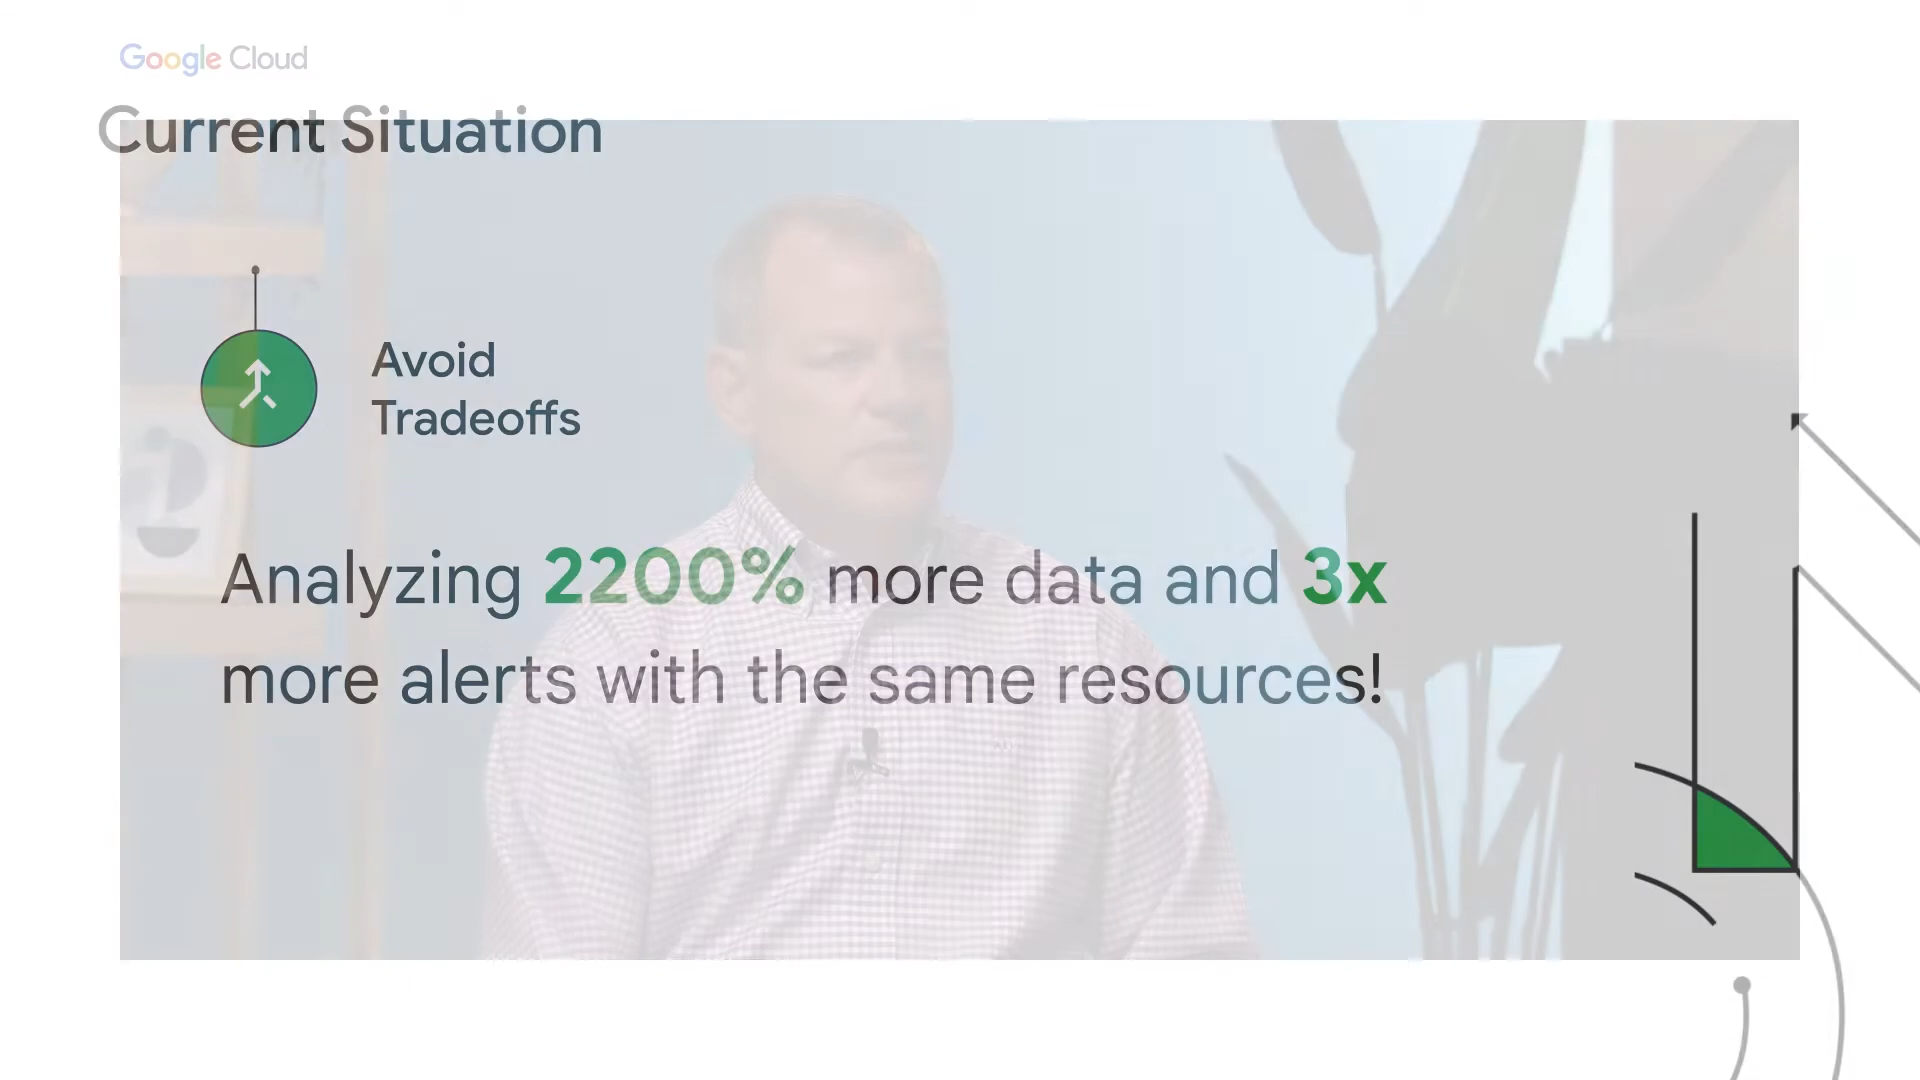 Google Cloud
Current Situation
Avoid
Tradeoffs
Analyzing 2200% more data and 3x
more alerts with the same resources!